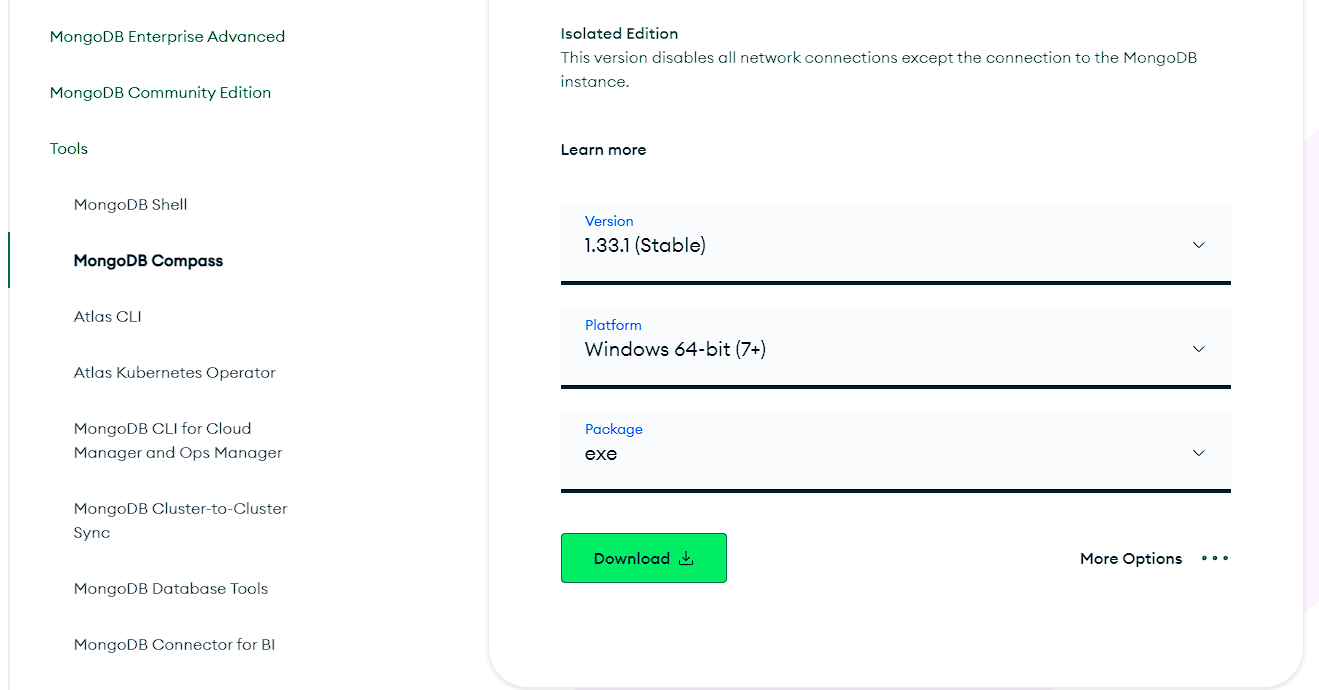 MongoDB Enterprise Advanced
MongoDB Community Edition
Tools
MongoDB Shell
MongoDB Compass
Atlas CLI
Atlas Kubernetes Operator
MongoDB CLI for Cloud
Manager and Ops Manager
MongoDB Cluster-to-Cluster
Sync
MongoDB Database Tools
MongoDB Connector for BI
Isolated Edition
This version disables all network connections except the connection to the MongoDB
instance.
Learn more
Version
1.33.1 (Stable)
Platform
Windows 64-bit (7+)
Package
exe
Download
More Options